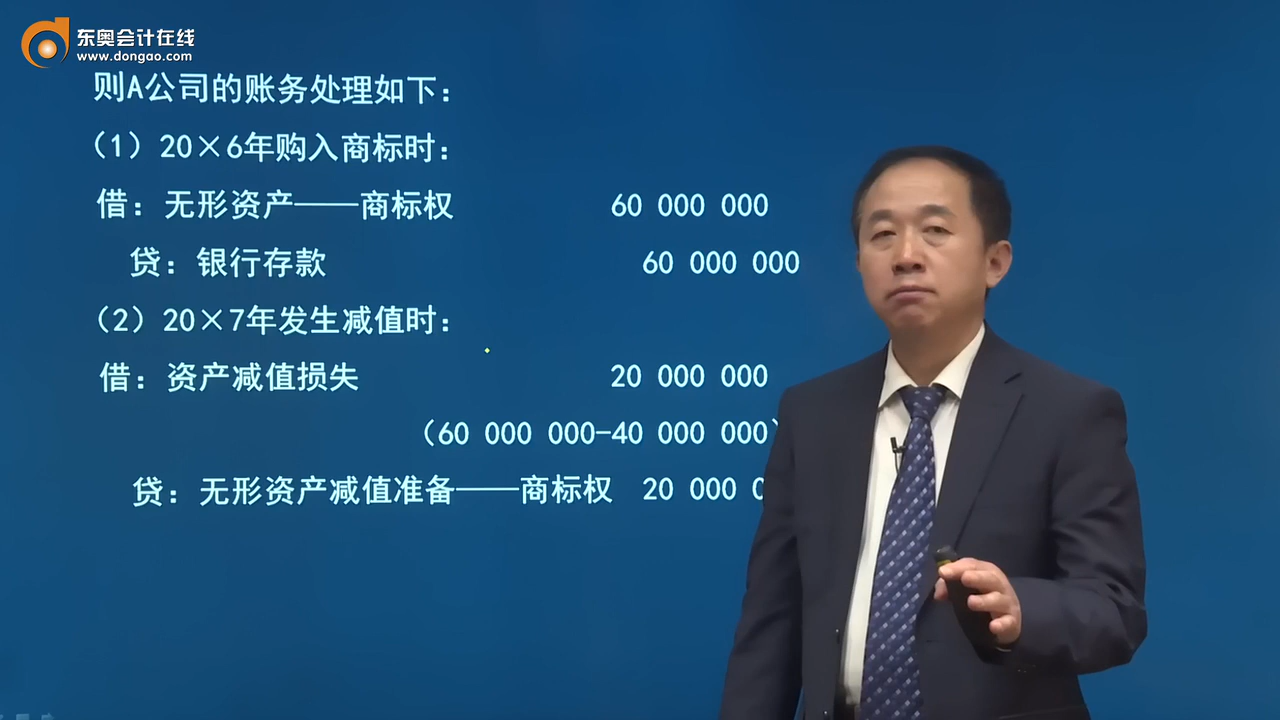 东奥会计在线
www.dongao.com
则A公司的账务处理如下：
（1）20×6年购入商标时：
借：无形资产——商标权 60 000 000
贷：银行存款 60 000 000
（2）20×7年发生减值时：
借：资产减值损失 20 000 000
（60 000 000-40 000 000）
贷：无形资产减值准备——商标权 20 000